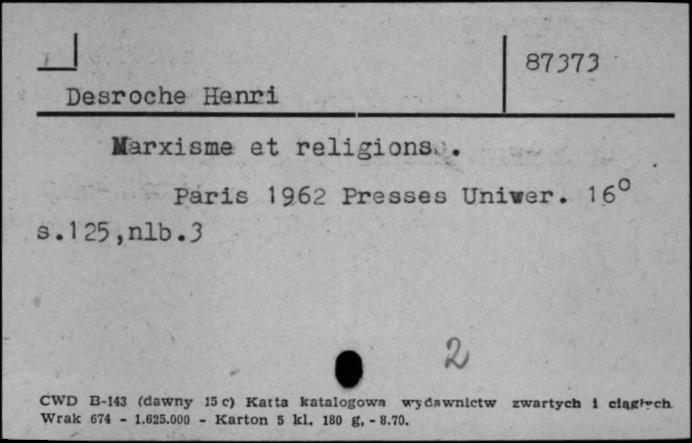 87373
Desroche Henri
Marxisme et religions.
Paris 1962 Presses Uniwer. 16°
s.125,nlb.3
2
CWD B-143 (dawny 15 c) Karta katalogowa wydawnictw zwartych i ciągłych
Wrak 674 - 1.625.000 - Karton 5 kl. 180 g. - 8.70.